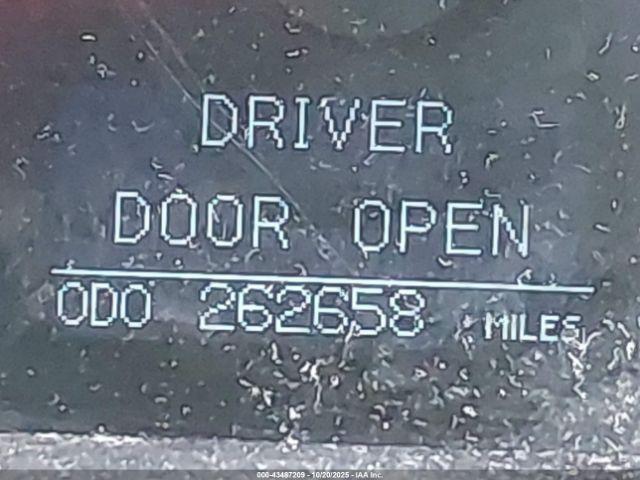 DRIVER
DOOR OPEN
ODO 262658 MILES
000-43487209 - 10/20/2025 - IAA Inc.